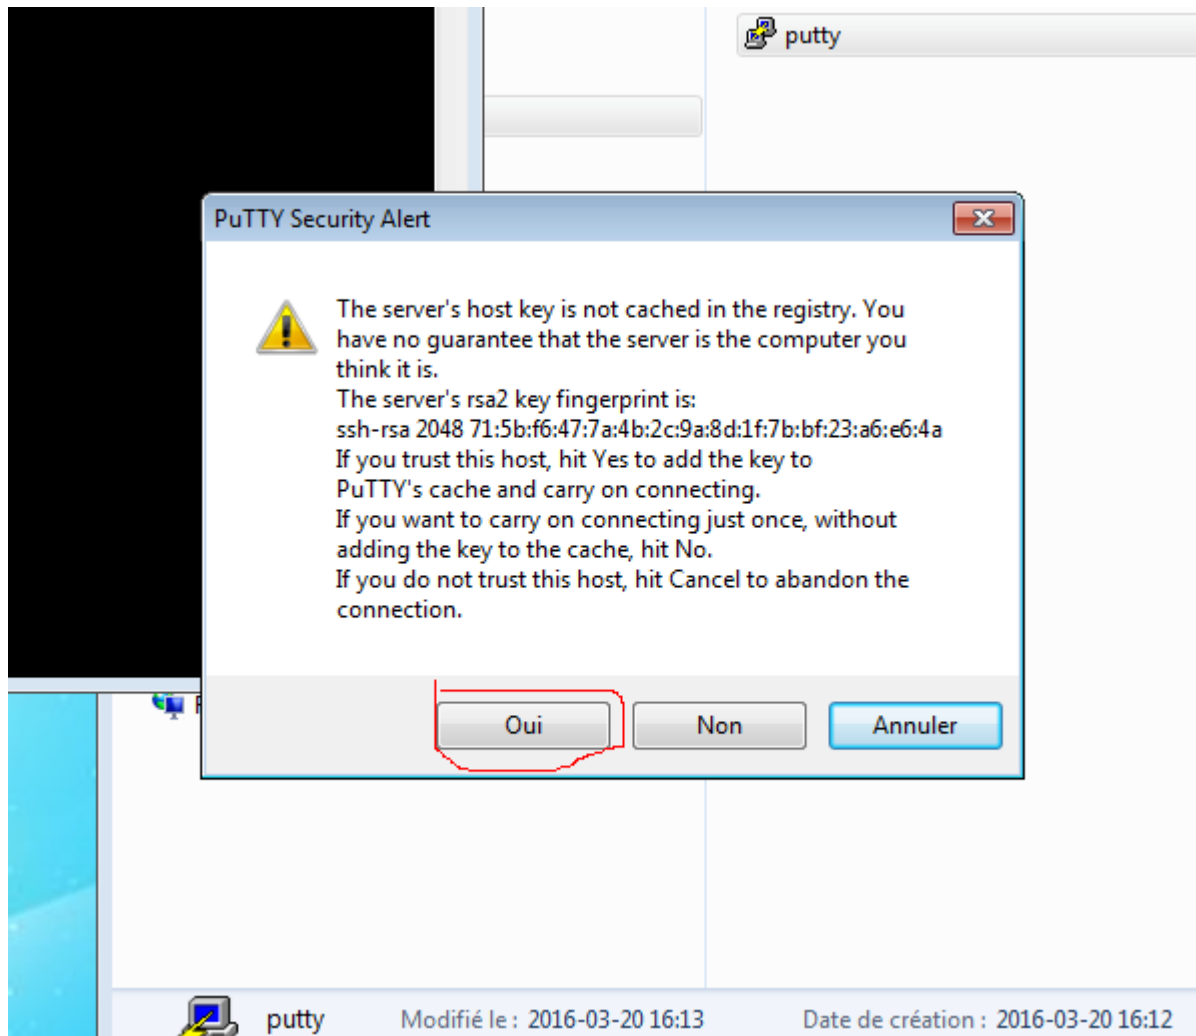 putty
PuTTY Security Alert
The server's host key is not cached in the registry. You
have no guarantee that the server is the computer you
think it is.
The server's rsa2 key fingerprint is:
ssh-rsa 2048 71:5b:f6:47:7a:4b:2c:9a:8d:1f:7b:bf:23:a6:e6:4a
If you trust this host, hit Yes to add the key to
PuTTY's cache and carry on connecting.
If you want to carry on connecting just once, without
adding the key to the cache, hit No.
If you do not trust this host, hit Cancel to abandon the
connection.
Oui Non Annuler
putty Modifié le : 2016-03-20 16:13 Date de création : 2016-03-20 16:12